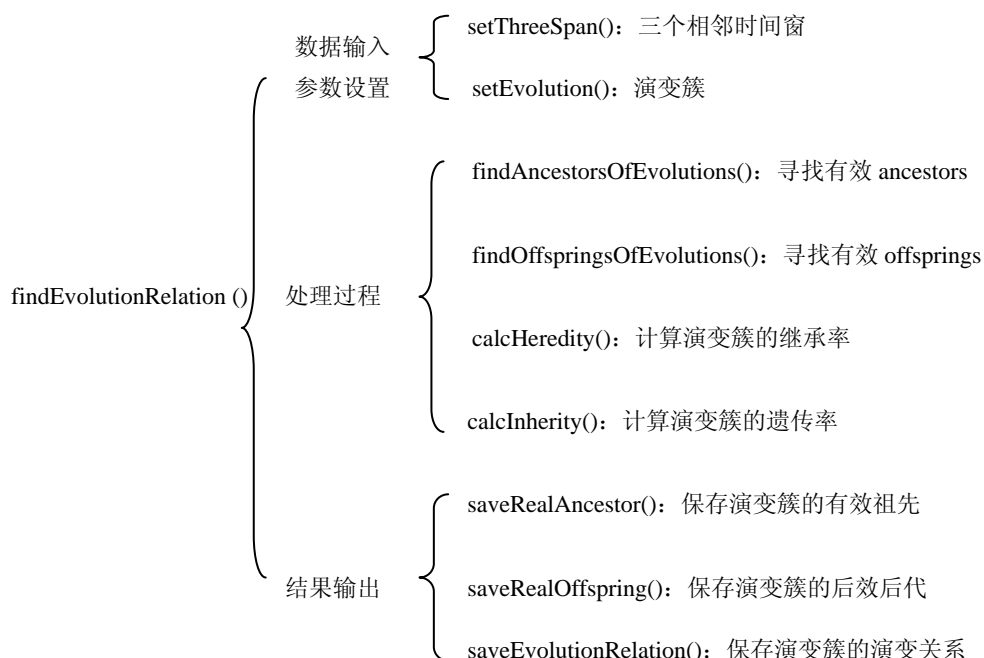 setThreeSpan()：三个相邻时间窗
数据输入
参数设置
setEvolution()：演变簇
findAncestorsOfEvolutions()：寻找有效 ancestors
findOffspringsOfEvolutions()：寻找有效 offsprings
findEvolutionRelation ()
处理过程
calcHeredity()：计算演变簇的继承率
calcInherity()：计算演变簇的遗传率
saveRealAncestor()：保存演变簇的有效祖先
结果输出
saveRealOffspring()：保存演变簇的后效后代
saveEvolutionRelation()：保存演变簇的演变关系